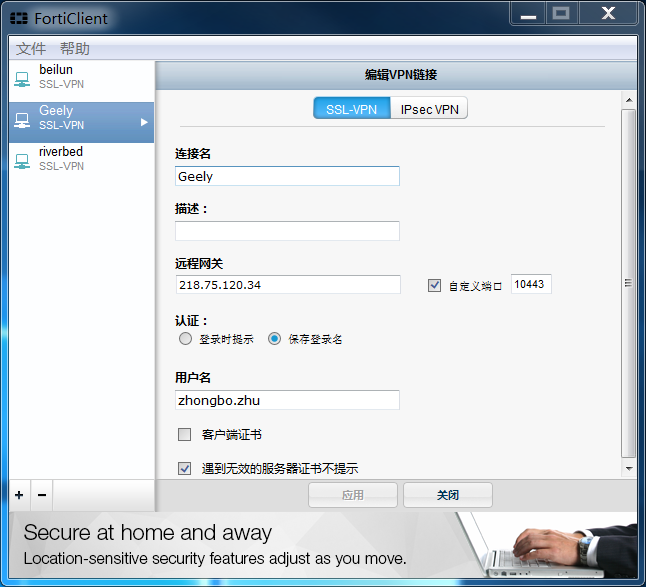 FortiClient
文件 帮助
beilun
SSL-VPN
Geely
SSL-VPN
riverbed
SSL-VPN
编辑VPN链接
SSL-VPN IPsec VPN
连接名
Geely
描述：
远程网关
218.75.120.34 自定义端口 10443
认证：
登录时提示 保存登录名
用户名
zhongbo.zhu
客户端证书
遇到无效的服务器证书不提示
+ −
应用 关闭
Secure at home and away
Location-sensitive security features adjust as you move.